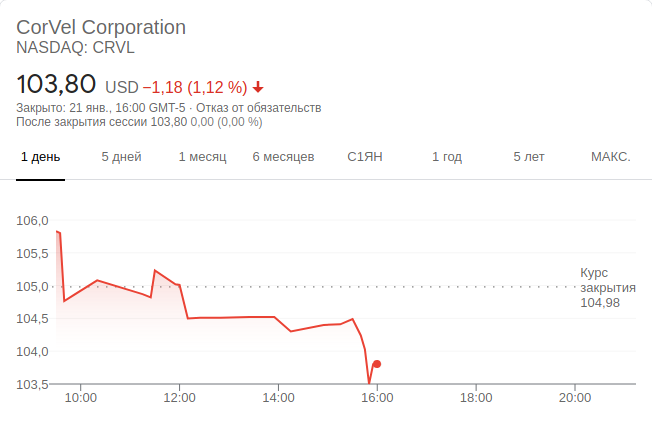 CorVel Corporation
NASDAQ: CRVL
103,80 USD −1,18 (1,12 %)
Закрыто: 21 янв., 16:00 GMT-5 · Отказ от обязательств
После закрытия сессии 103,80 0,00 (0,00 %)
1 день 5 дней 1 месяц 6 месяцев С1ЯН 1 год 5 лет МАКС.
106,0
105,5
105,0
104,5
104,0
103,5
Курс
закрытия
104,98
10:00 12:00 14:00 16:00 18:00 20:00